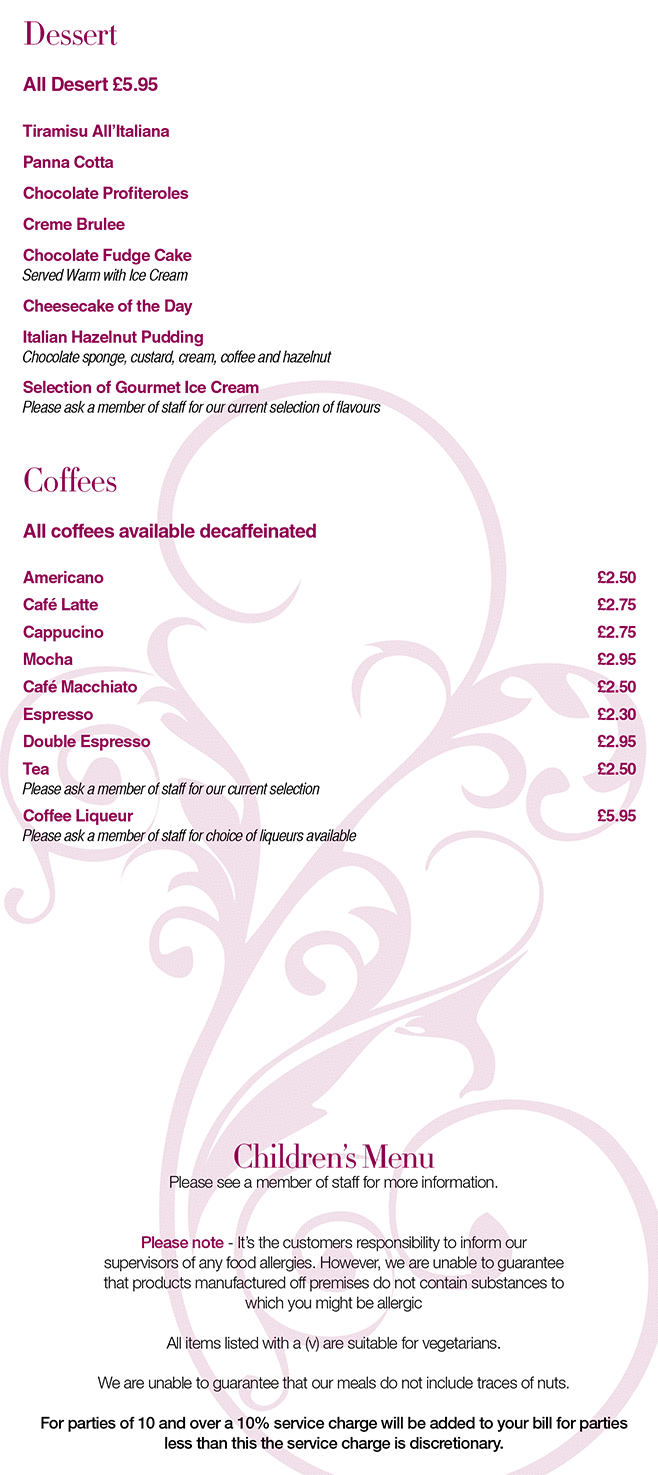 Dessert
All Desert £5.95
Tiramisu All’Italiana
Panna Cotta
Chocolate Profiteroles
Creme Brulee
Chocolate Fudge Cake
Served Warm with Ice Cream
Cheesecake of the Day
Italian Hazelnut Pudding
Chocolate sponge, custard, cream, coffee and hazelnut
Selection of Gourmet Ice Cream
Please ask a member of staff for our current selection of flavours
Coffees
All coffees available decaffeinated
Americano £2.50
Café Latte £2.75
Cappucino £2.75
Mocha £2.95
Café Macchiato £2.50
Espresso £2.30
Double Espresso £2.95
Tea £2.50
Please ask a member of staff for our current selection
Coffee Liqueur £5.95
Please ask a member of staff for choice of liqueurs available
Children’s Menu
Please see a member of staff for more information.
Please note - It’s the customers responsibility to inform our
supervisors of any food allergies. However, we are unable to guarantee
that products manufactured off premises do not contain substances to
which you might be allergic
All items listed with a (v) are suitable for vegetarians.
We are unable to guarantee that our meals do not include traces of nuts.
For parties of 10 and over a 10% service charge will be added to your bill for parties
less than this the service charge is discretionary.